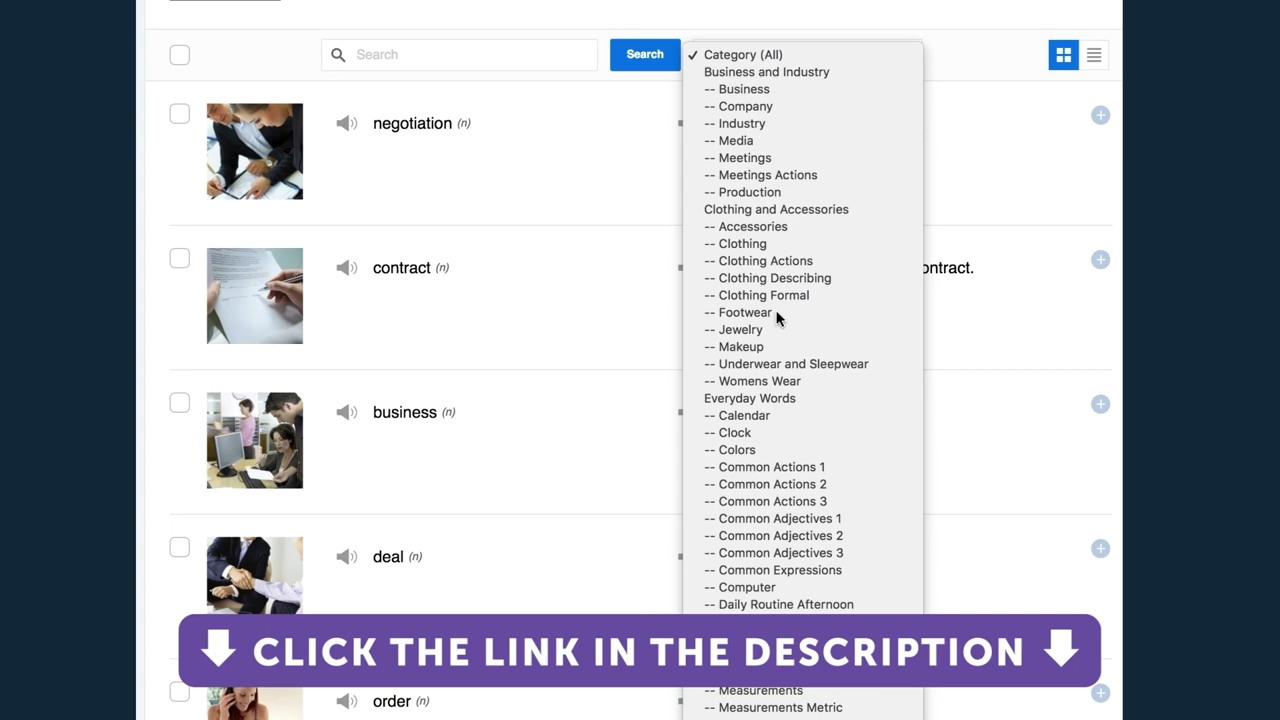 Search
Search
✓ Category (All)
Business and Industry
-- Business
-- Company
-- Industry
-- Media
-- Meetings
-- Meetings Actions
-- Production
Clothing and Accessories
-- Accessories
-- Clothing
-- Clothing Actions
-- Clothing Describing
-- Clothing Formal
-- Footwear
-- Jewelry
-- Makeup
-- Underwear and Sleepwear
-- Womens Wear
Everyday Words
-- Calendar
-- Clock
-- Colors
-- Common Actions 1
-- Common Actions 2
-- Common Actions 3
-- Common Adjectives 1
-- Common Adjectives 2
-- Common Adjectives 3
-- Common Expressions
-- Computer
-- Daily Routine Afternoon
-- Measurements
-- Measurements Metric
negotiation (n)
contract (n)
ontract.
business (n)
deal (n)
order (n)
CLICK THE LINK IN THE DESCRIPTION